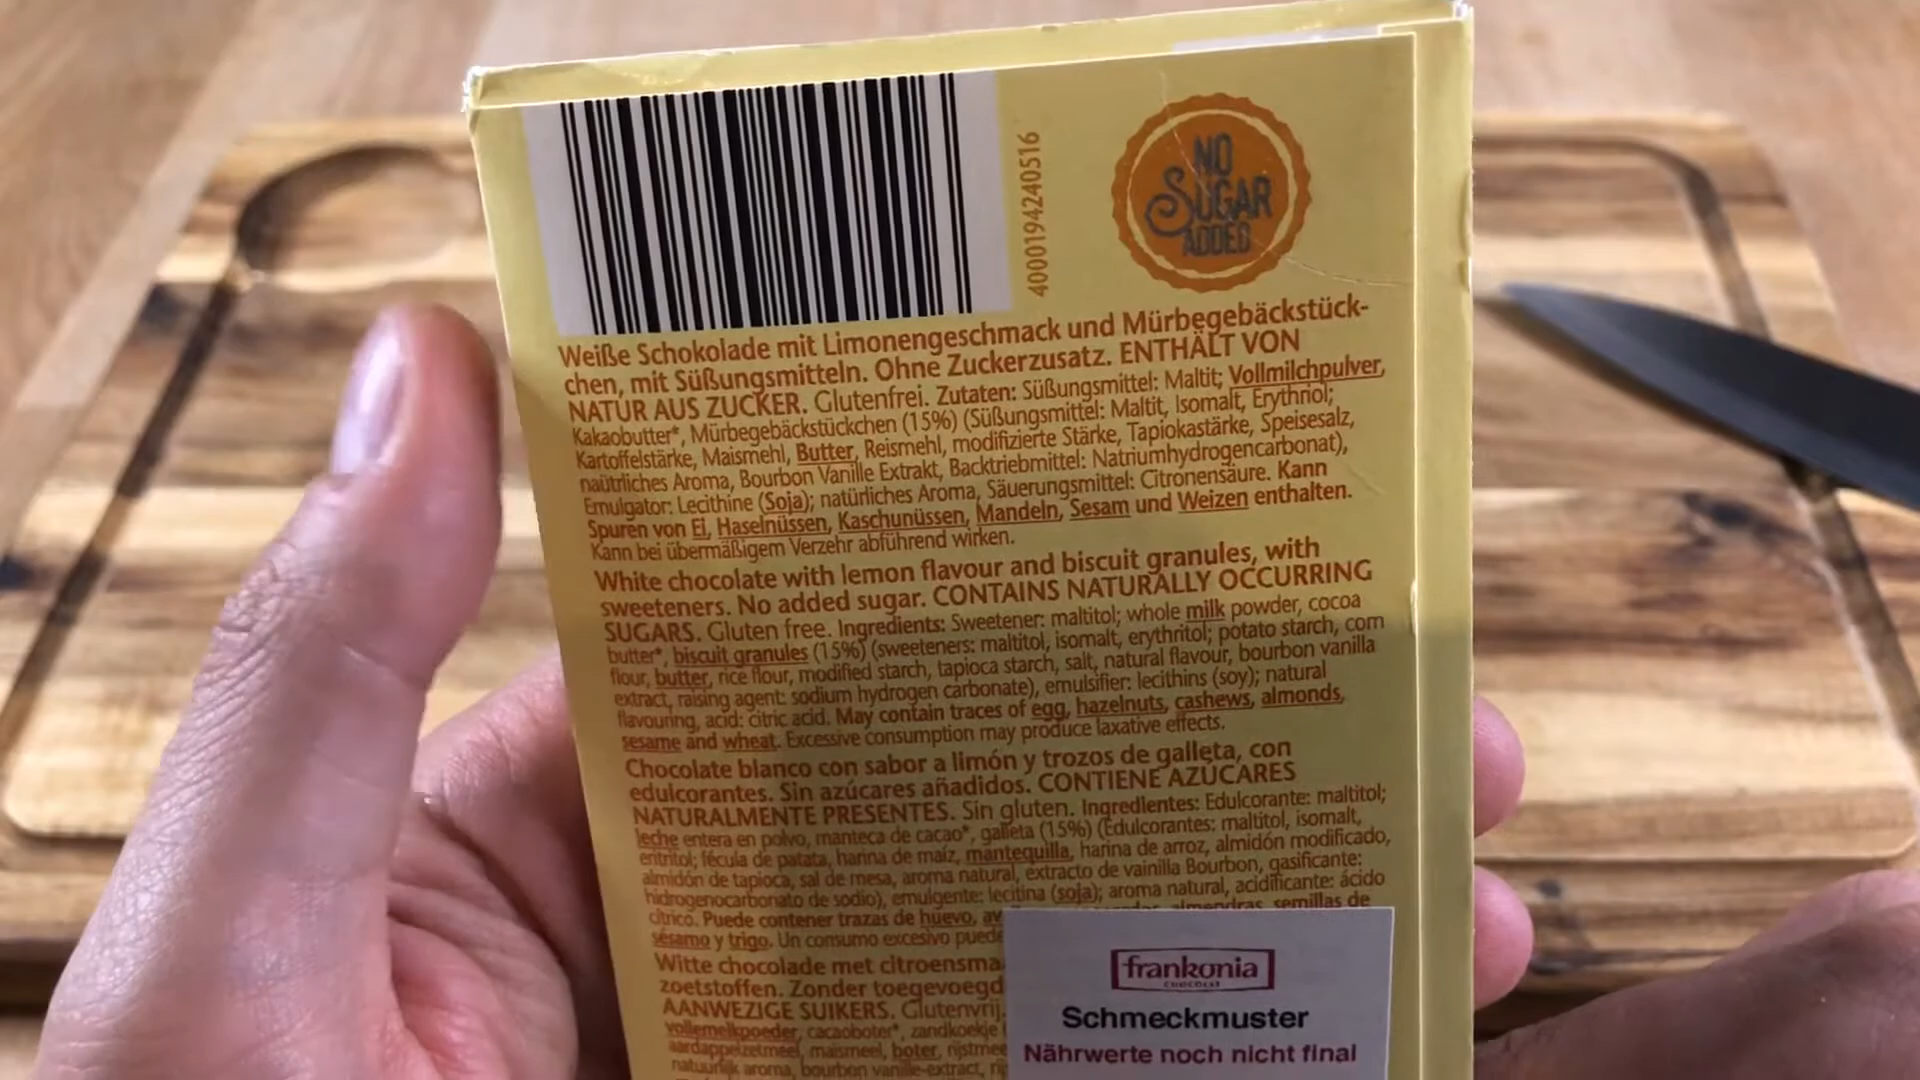 4000194240516
NO
SUGAR
ADDED
Weiße Schokolade mit Limonengeschmack und Mürbegebäckstück-
chen, mit Süßungsmitteln. Ohne Zuckerzusatz. ENTHÄLT VON
NATUR AUS ZUCKER. Glutenfrei. Zutaten: Süßungsmittel: Maltit; Vollmilchpulver,
Kakaobutter*, Mürbegebäckstückchen (15%) (Süßungsmittel: Maltit, Isomalt, Erythriol;
Kartoffelstärke, Maismehl, Butter, Reismehl, modifizierte Stärke, Tapiokastärke, Speisesalz,
naütrliches Aroma, Bourbon Vanille Extrakt, Backtriebmittel: Natriumhydrogencarbonat),
Emulgator: Lecithine (Soja); natürliches Aroma, Säuerungsmittel: Citronensäure. Kann
Spuren von Ei, Haselnüssen, Kaschunüssen, Mandeln, Sesam und Weizen enthalten.
Kann bei übermäßigem Verzehr abführend wirken.
White chocolate with lemon flavour and biscuit granules, with
sweeteners. No added sugar. CONTAINS NATURALLY OCCURRING
SUGARS. Gluten free. Ingredients: Sweetener: maltitol; whole milk powder, cocoa
butter*, biscuit granules (15%) (sweeteners: maltitol, isomalt, erythritol; potato starch, corn
flour, butter, rice flour, modified starch, tapioca starch, salt, natural flavour, bourbon vanilla
extract, raising agent: sodium hydrogen carbonate), emulsifier: lecithins (soy); natural
flavouring, acid: citric acid. May contain traces of egg, hazelnuts, cashews, almonds,
sesame and wheat. Excessive consumption may produce laxative effects.
Chocolate blanco con sabor a limón y trozos de galleta, con
edulcorantes. Sin azúcares añadidos. CONTIENE AZÚCARES
NATURALMENTE PRESENTES. Sin gluten. Ingredientes: Edulcorante: maltitol;
leche entera en polvo, manteca de cacao*, galleta (15%) (Edulcorantes: maltitol, isomalt,
eritritol; fécula de patata, harina de maíz, mantequilla, harina de arroz, almidón modificado,
almidón de tapioca, sal de mesa, aroma natural, extracto de vainilla Bourbon, gasificante:
hidrogenocarbonato de sodio), emulgente: lecitina (soja); aroma natural, acidificante: ácido
cítrico. Puede contener trazas de huevo, av almendras, semillas de
sésamo y trigo. Un consumo excesivo puede
Witte chocolade met citroensma
zoetstoffen. Zonder toegevoegd
AANWEZIGE SUIKERS. Glutenvrij.
vollemelkpoeder, cacaoboter*, zandkoekje
aardappelzetmeel, maismeel, boter, rijstmee
natuurlijk aroma, bourbon vanille-extract,
frankonia
CHOCOLAT
Schmeckmuster
Nährwerte noch nicht final